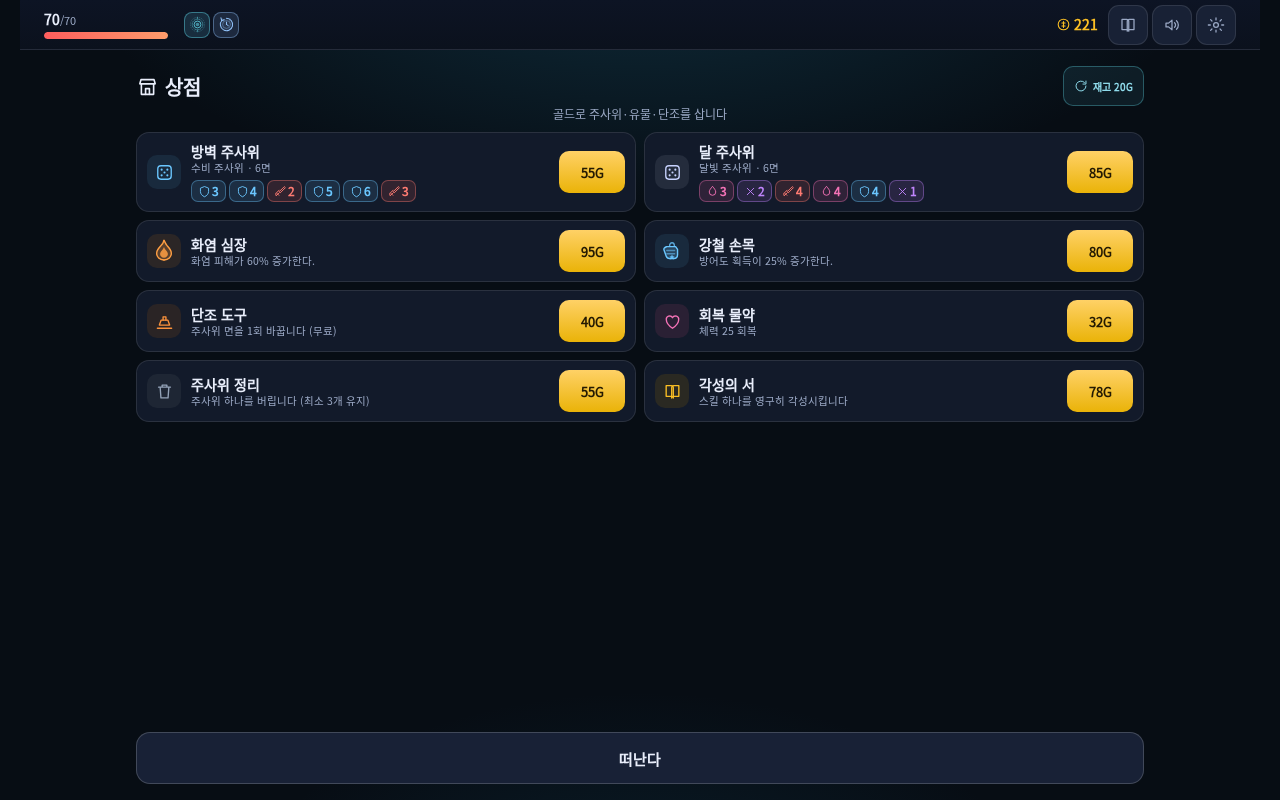 70/70
221
상점
재고 20G
골드로 주사위·유물·단조를 삽니다
방벽 주사위
수비 주사위 · 6면
3 4 2 5 6 3
55G
달 주사위
달빛 주사위 · 6면
3 2 4 4 4 1
85G
화염 심장
화염 피해가 60% 증가한다.
95G
강철 손목
방어도 획득이 25% 증가한다.
80G
단조 도구
주사위 면을 1회 바꿉니다 (무료)
40G
회복 물약
체력 25 회복
32G
주사위 정리
주사위 하나를 버립니다 (최소 3개 유지)
55G
각성의 서
스킬 하나를 영구히 각성시킵니다
78G
떠난다